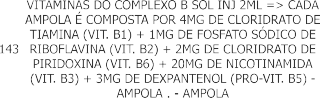 VITAMINAS DO COMPLEXO B SOL INJ 2ML => CADA
AMPOLA É COMPOSTA POR 4MG DE CLORIDRATO DE
TIAMINA (VIT. B1) + 1MG DE FOSFATO SÓDICO DE
143 RIBOFLAVINA (VIT. B2) + 2MG DE CLORIDRATO DE
PIRIDOXINA (VIT. B6) + 20MG DE NICOTINAMIDA
(VIT. B3) + 3MG DE DEXPANTENOL (PRO-VIT. B5) -
AMPOLA . - AMPOLA